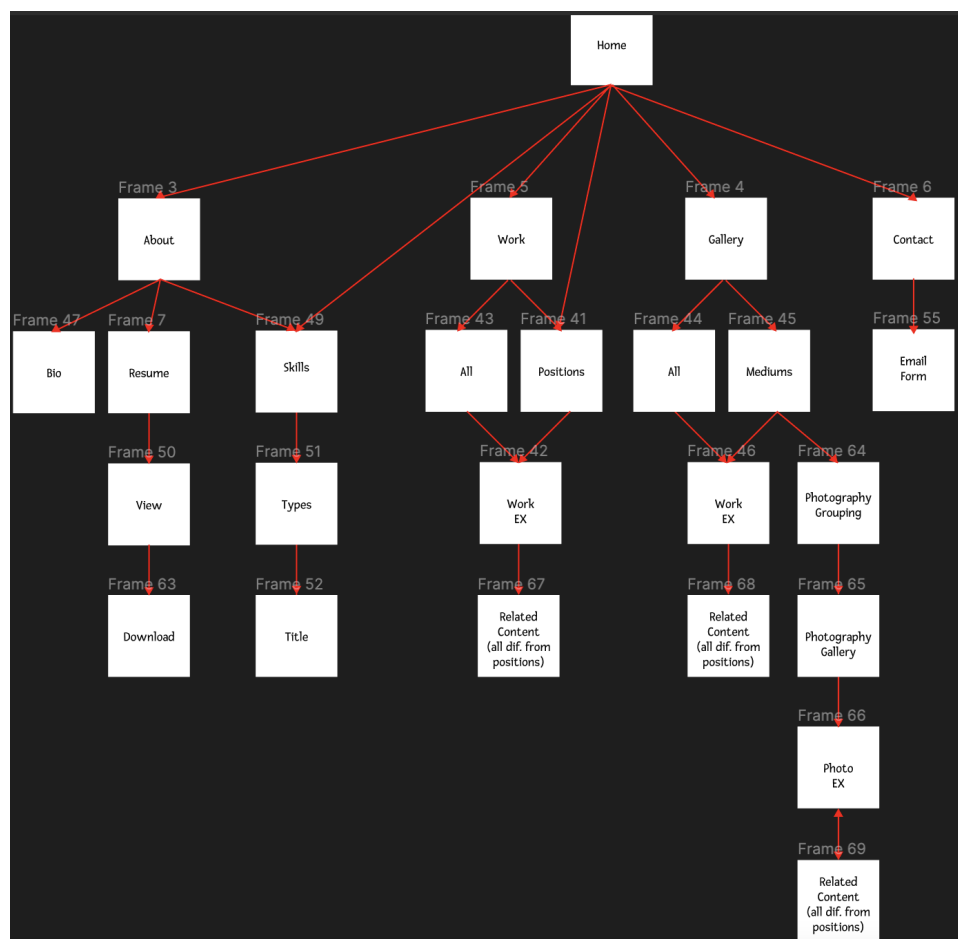 Home
Frame 3
Frame 5
Frame 4
Frame 6
About
Work
Gallery
Contact
Frame 47
Frame 7
Frame 49
Frame 43
Frame 41
Frame 44
Frame 45
Frame 55
Bio
Resume
Skills
All
Positions
All
Mediums
Email
Form
Frame 50
Frame 51
Frame 42
Frame 46
Frame 64
View
Types
Work
EX
Work
EX
Photography
Grouping
Frame 63
Frame 52
Frame 67
Frame 68
Frame 65
Download
Title
Related
Content
(all dif. from
positions)
Related
Content
(all dif. from
positions)
Photography
Gallery
Frame 66
Photo
EX
Frame 69
Related
Content
(all dif. from
positions)